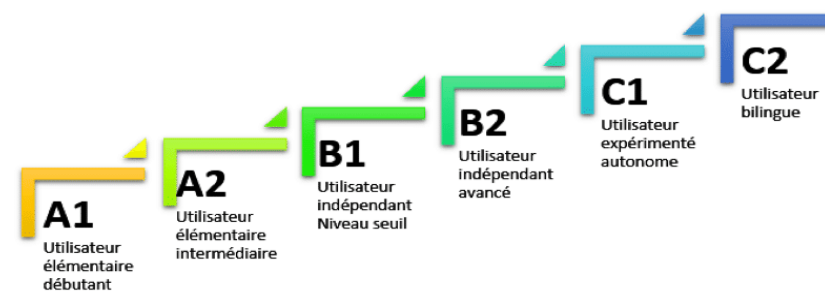 A1
Utilisateur
élémentaire
débutant
A2
Utilisateur
élémentaire
intermédiaire
B1
Utilisateur
indépendant
Niveau seuil
B2
Utilisateur
indépendant
avancé
C1
Utilisateur
expérimenté
autonome
C2
Utilisateur
bilingue